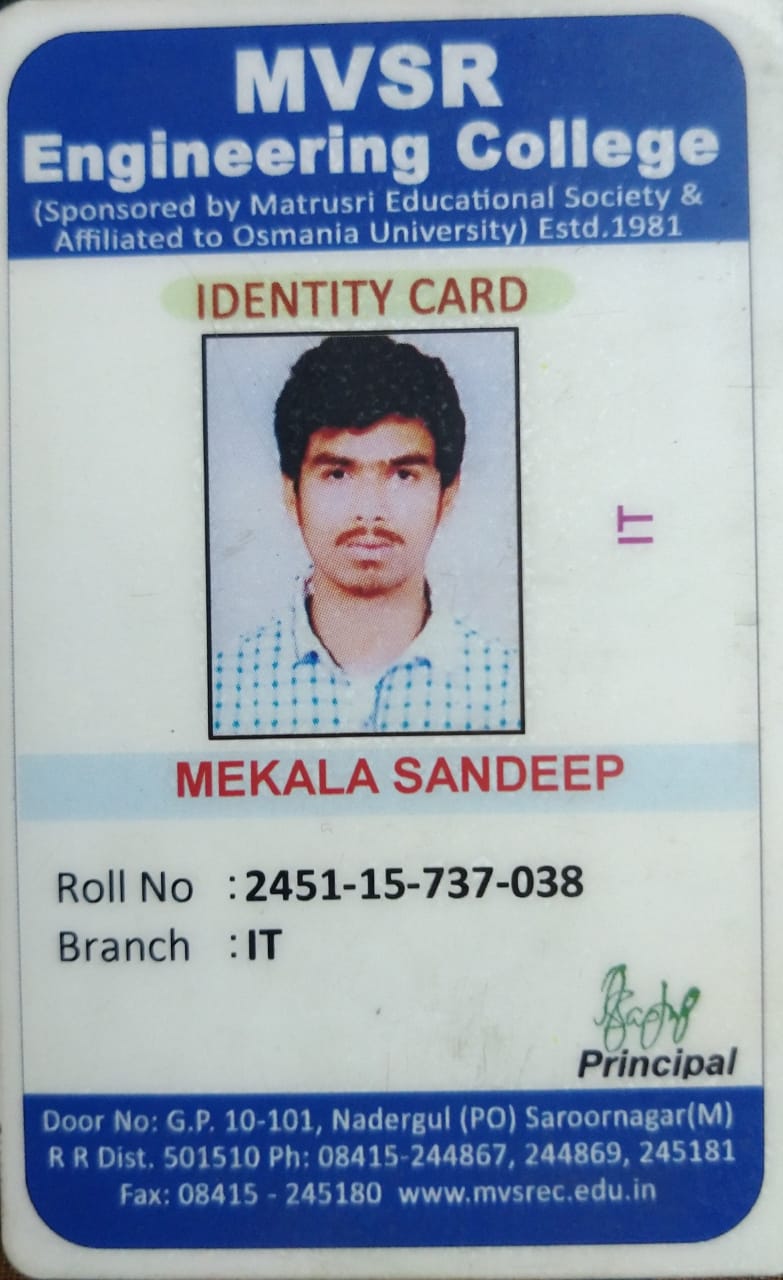 MVSR
Engineering College
(Sponsored by Matrusri Educational Society &
Affiliated to Osmania University) Estd.1981
IDENTITY CARD
IT
MEKALA SANDEEP
Roll No : 2451-15-737-038
Branch : IT
Principal
Door No: G.P. 10-101, Nadergul (PO) Saroornagar(M)
R R Dist. 501510 Ph: 08415-244867, 244869, 245181
Fax: 08415 - 245180 www.mvsrec.edu.in